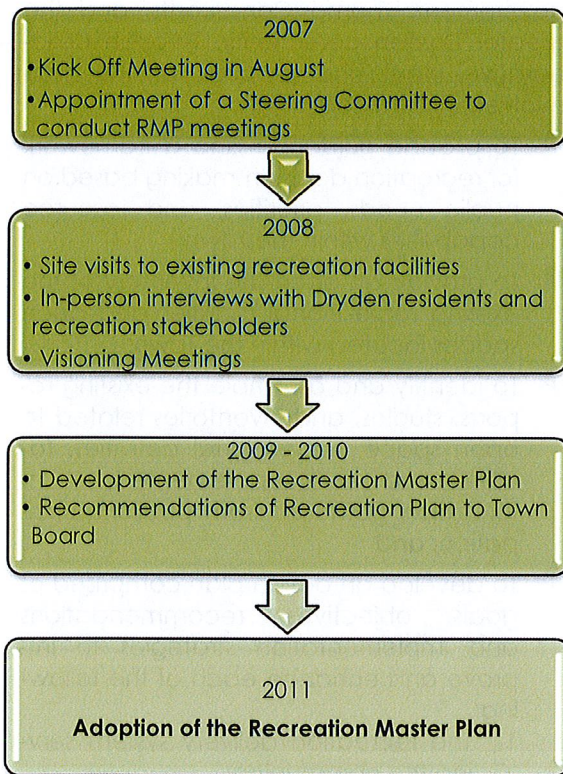 2007
• Kick Off Meeting in August
• Appointment of a Steering Committee to
conduct RMP meetings
2008
• Site visits to existing recreation facilities
• In-person interviews with Dryden residents and
recreation stakeholders
• Visioning Meetings
2009 - 2010
• Development of the Recreation Master Plan
• Recommendations of Recreation Plan to Town
Board
2011
Adoption of the Recreation Master Plan